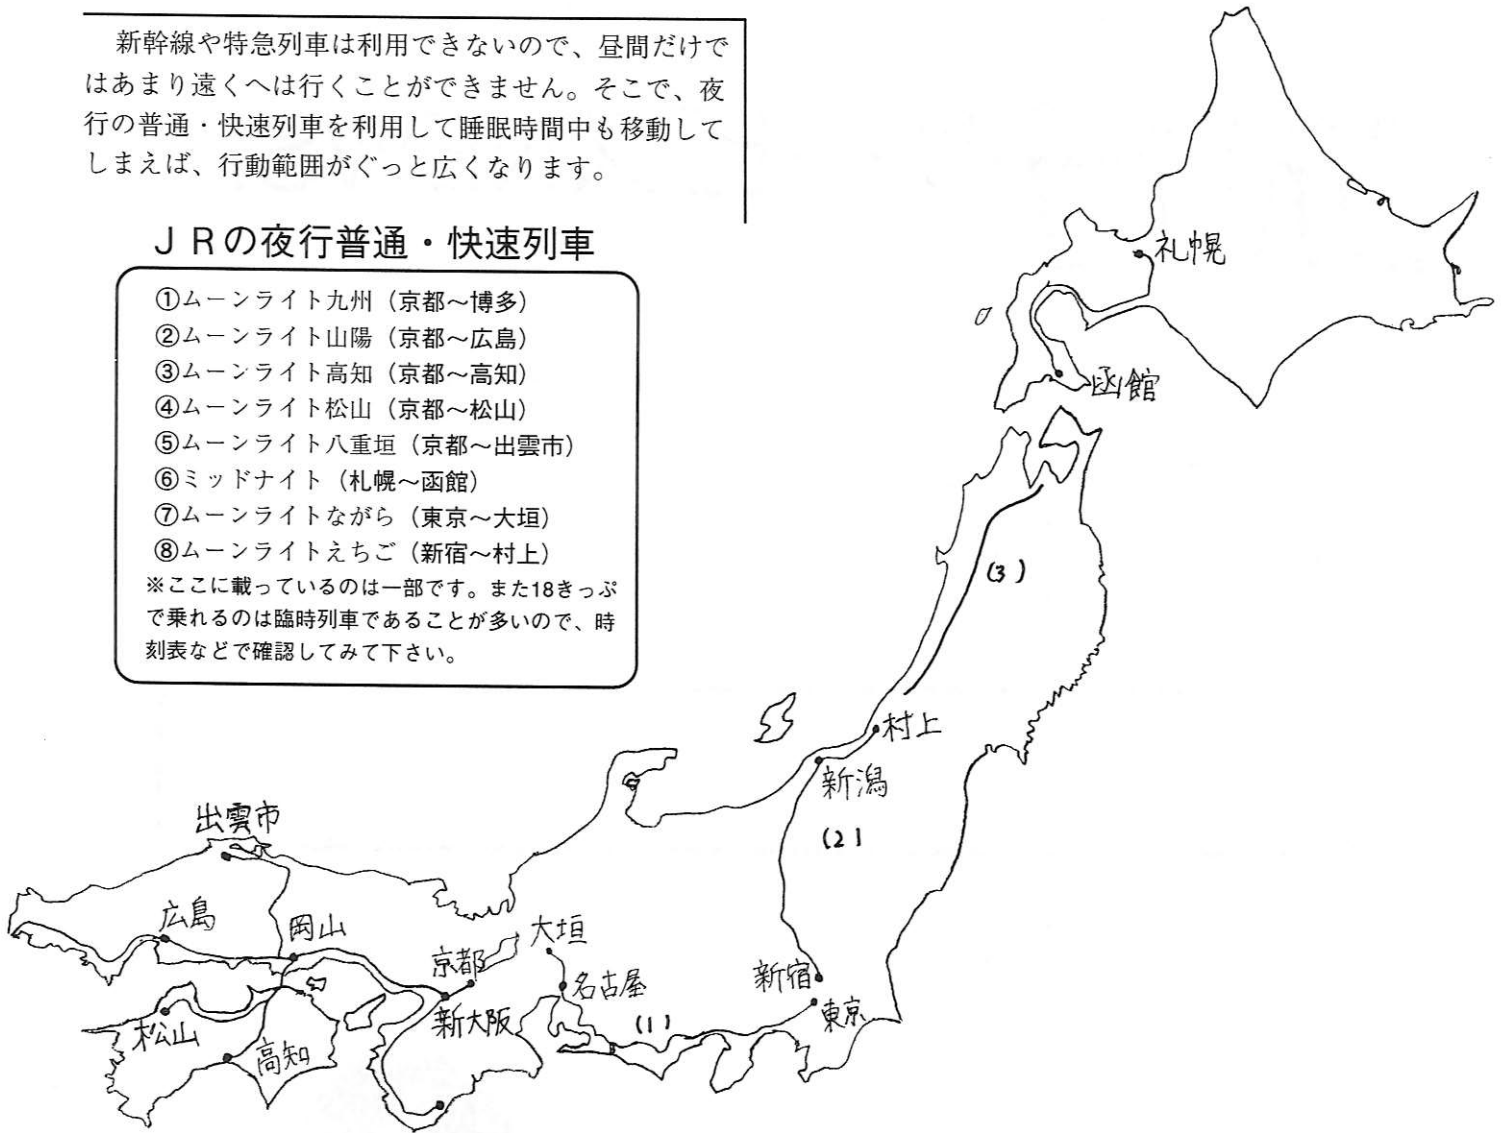 新幹線や特急列車は利用できないので、昼間だけで
はあまり遠くへは行くことができません。そこで、夜
行の普通・快速列車を利用して睡眠時間中も移動して
しまえば、行動範囲がぐっと広くなります。
ＪＲの夜行普通・快速列車
①ムーンライト九州（京都～博多）
②ムーンライト山陽（京都～広島）
③ムーンライト高知（京都～高知）
④ムーンライト松山（京都～松山）
⑤ムーンライト八重垣（京都～出雲市）
⑥ミッドナイト（札幌～函館）
⑦ムーンライトながら（東京～大垣）
⑧ムーンライトえちご（新宿～村上）
※ここに載っているのは一部です。また18きっぷ
で乗れるのは臨時列車であることが多いので、時
刻表などで確認してみて下さい。
札幌
函館
(3)
村上
新潟
(2)
出雲市
広島
岡山
大垣
京都
名古屋
新宿
東京
新大阪
(1)
松山
高知